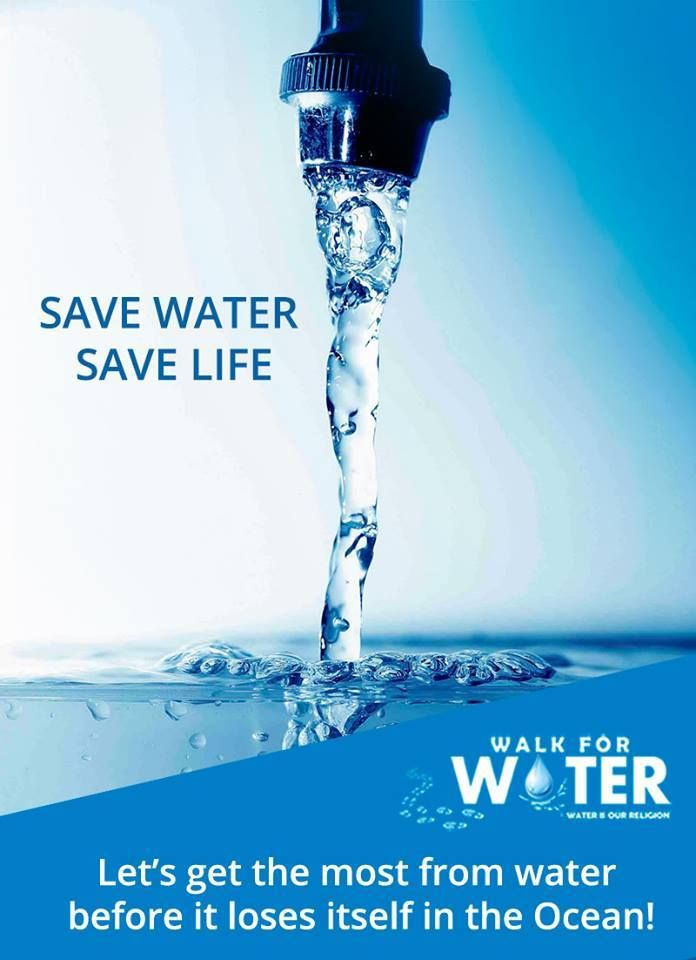 SAVE WATER
SAVE LIFE
WALK FOR
WATER
WATER IS OUR RELIGION
Let's get the most from water
before it loses itself in the Ocean!